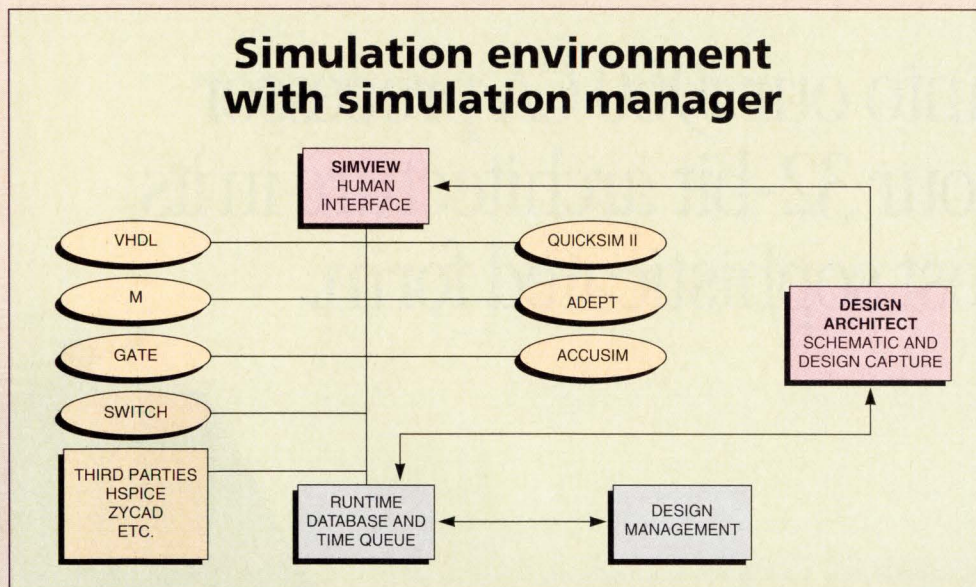 Simulation environment
with simulation manager
SIMVIEW
HUMAN
INTERFACE
VHDL
QUICKSIM II
M
ADEPT
GATE
ACCUSIM
SWITCH
DESIGN
ARCHITECT
SCHEMATIC AND
DESIGN CAPTURE
THIRD PARTIES
HSPICE
ZYCAD
ETC.
RUNTIME
DATABASE AND
TIME QUEUE
DESIGN
MANAGEMENT